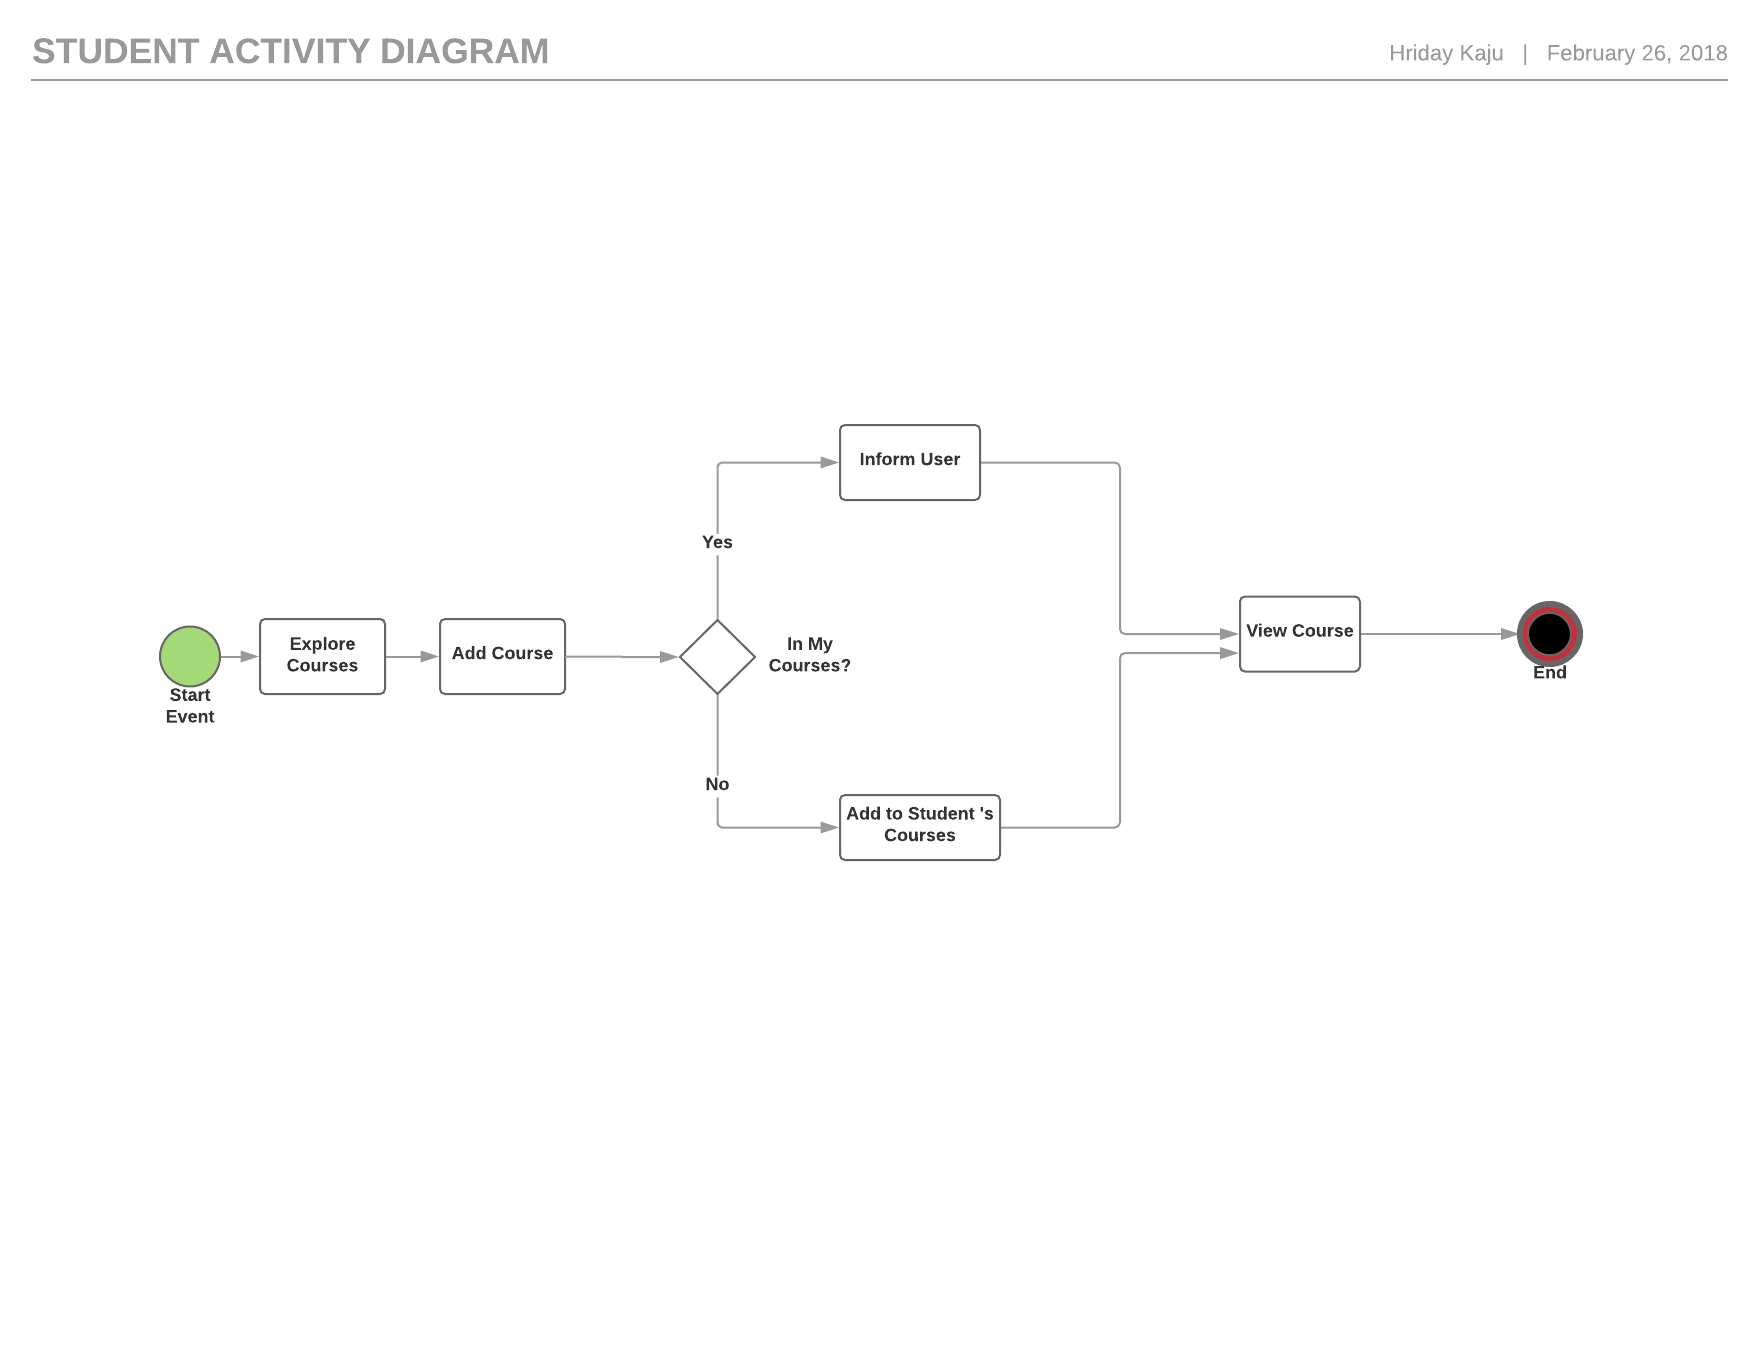 STUDENT ACTIVITY DIAGRAM
Hriday Kaju | February 26, 2018
Inform User
Yes
Start
Event
Explore
Courses
Add Course
In My
Courses?
View Course
End
No
Add to Student 's
Courses